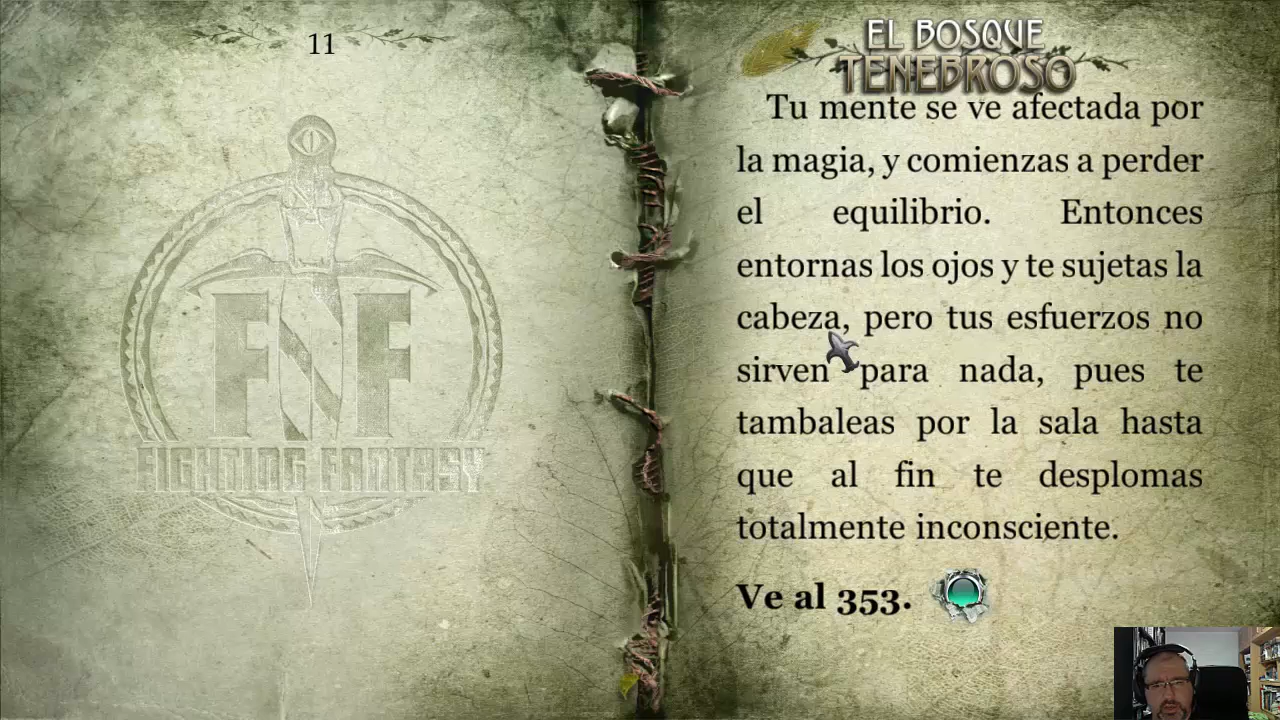 11
FNF
FIGHTING FANTASY
EL BOSQUE
TENEBROSO
Tu mente se ve afectada por
la magia, y comienzas a perder
el equilibrio. Entonces
entornas los ojos y te sujetas la
cabeza, pero tus esfuerzos no
sirven para nada, pues te
tambaleas por la sala hasta
que al fin te desplomas
totalmente inconsciente.
Ve al 353.